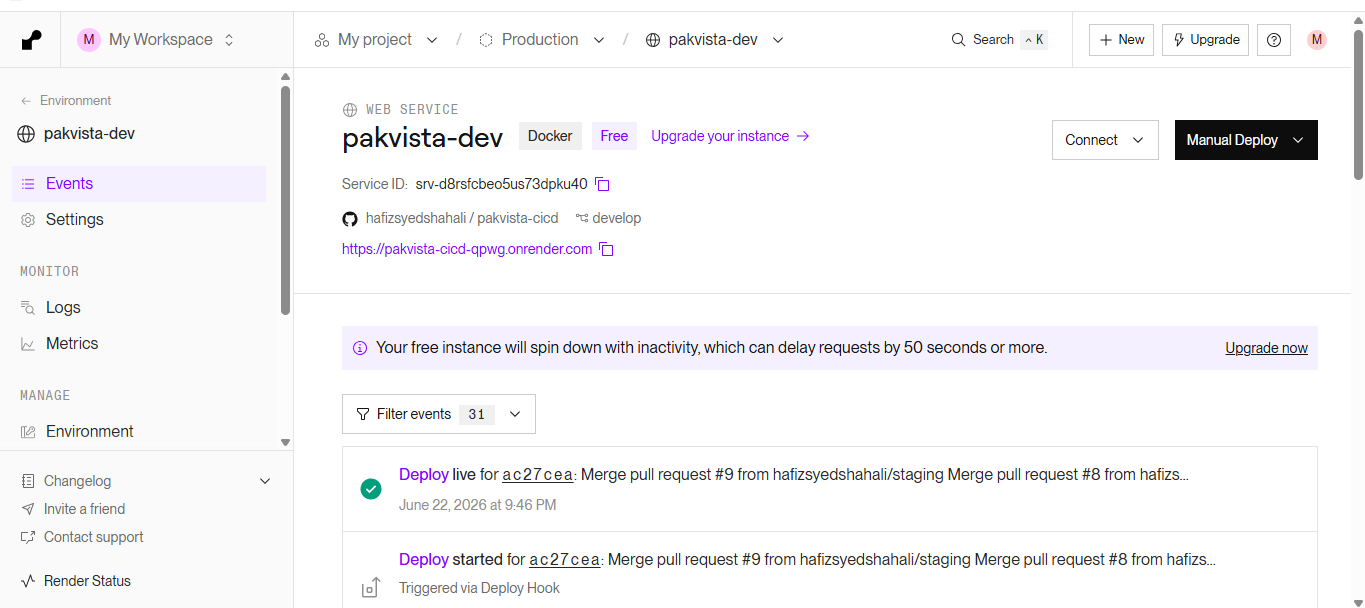 M My Workspace
My project / Production / pakvista-dev
Search ^ K
+ New
Upgrade
M
← Environment
pakvista-dev
Events
Settings
MONITOR
Logs
Metrics
MANAGE
Environment
Changelog
Invite a friend
Contact support
Render Status
WEB SERVICE
pakvista-dev Docker Free Upgrade your instance →
Connect
Manual Deploy
Service ID: srv-d8rsfcbeo5us73dpku40
hafizsyedshahali / pakvista-cicd develop
https://pakvista-cicd-qpwg.onrender.com
Your free instance will spin down with inactivity, which can delay requests by 50 seconds or more. Upgrade now
Filter events 31
Deploy live for ac27cea: Merge pull request #9 from hafizsyedshahali/staging Merge pull request #8 from hafizs...
June 22, 2026 at 9:46 PM
Deploy started for ac27cea: Merge pull request #9 from hafizsyedshahali/staging Merge pull request #8 from hafizs...
Triggered via Deploy Hook